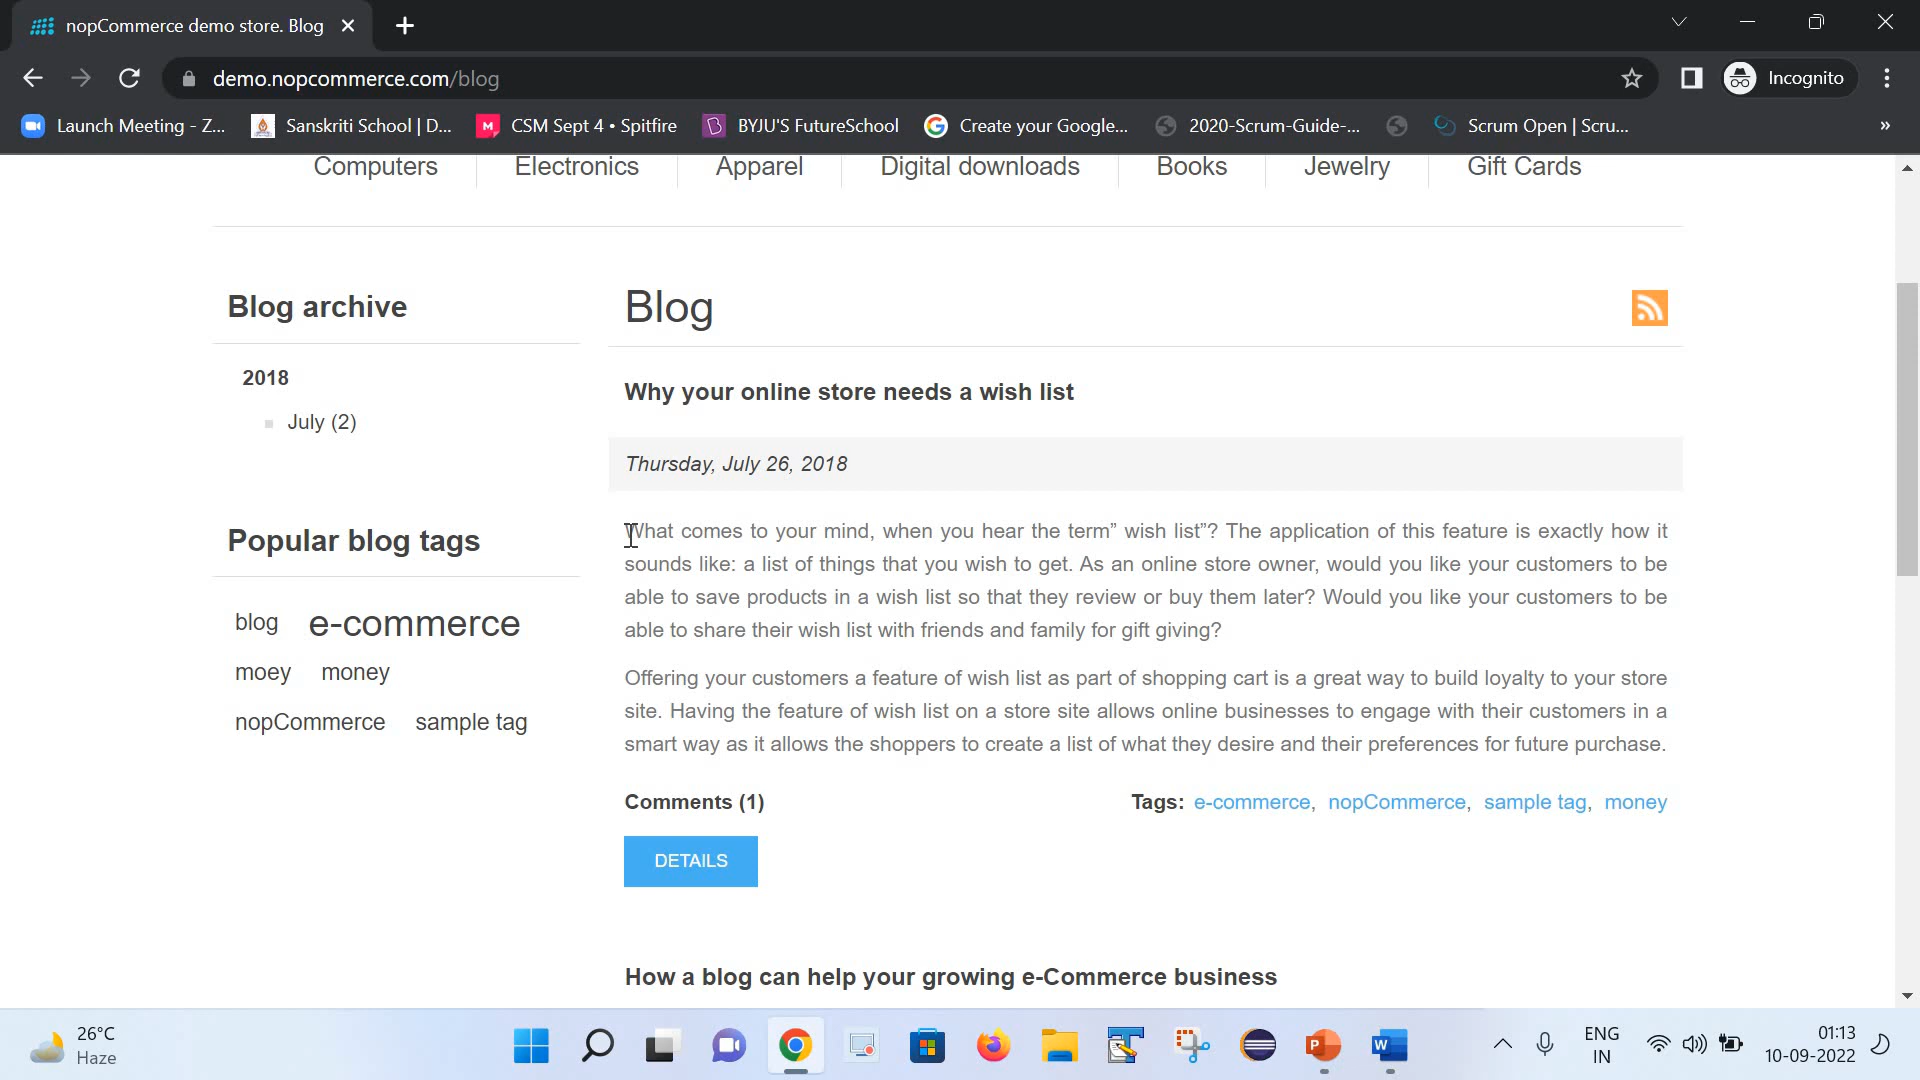 nopCommerce demo store. Blog
demo.nopcommerce.com/blog
Incognito
Launch Meeting - Z...
Sanskriti School | D...
CSM Sept 4 • Spitfire
BYJU'S FutureSchool
Create your Google...
2020-Scrum-Guide-...
Scrum Open | Scru...
»
Computers
Electronics
Apparel
Digital downloads
Books
Jewelry
Gift Cards
Blog archive
2018
July (2)
Popular blog tags
blog e-commerce
moey money
nopCommerce sample tag
Blog
Why your online store needs a wish list
Thursday, July 26, 2018
What comes to your mind, when you hear the term” wish list”? The application of this feature is exactly how it
sounds like: a list of things that you wish to get. As an online store owner, would you like your customers to be
able to save products in a wish list so that they review or buy them later? Would you like your customers to be
able to share their wish list with friends and family for gift giving?
Offering your customers a feature of wish list as part of shopping cart is a great way to build loyalty to your store
site. Having the feature of wish list on a store site allows online businesses to engage with their customers in a
smart way as it allows the shoppers to create a list of what they desire and their preferences for future purchase.
Comments (1)
Tags: e-commerce, nopCommerce, sample tag, money
DETAILS
How a blog can help your growing e-Commerce business
26°C
Haze
ENG
IN
01:13
10-09-2022